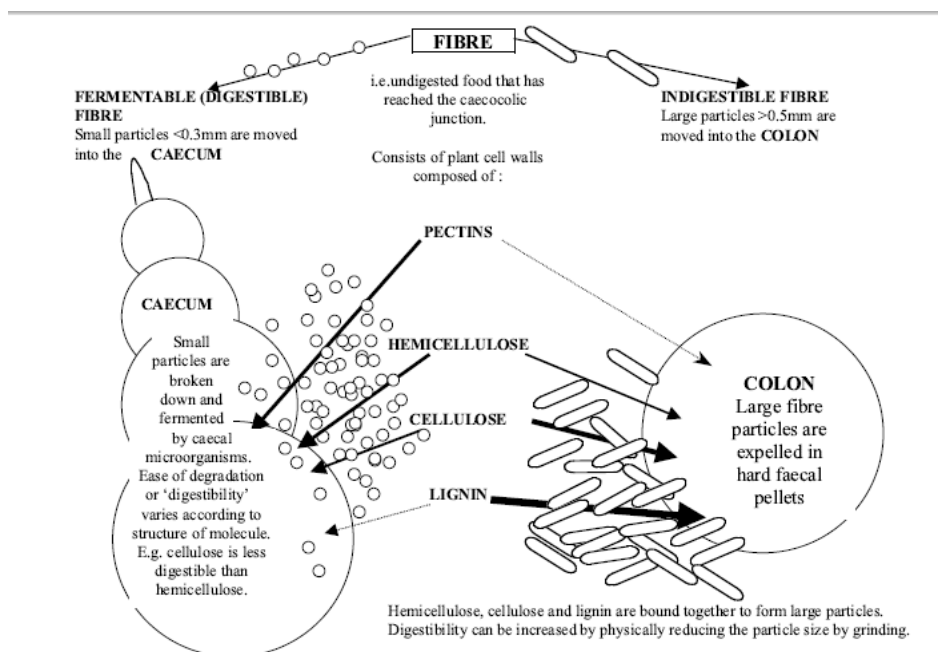 FIBRE
i.e.undigested food that has
reached the caecocolic
junction.
Consists of plant cell walls
composed of :
FERMENTABLE (DIGESTIBLE)
FIBRE
Small particles <0.3mm are moved
into the CAECUM
INDIGESTIBLE FIBRE
Large particles >0.5mm are
moved into the COLON
PECTINS
HEMICELLULOSE
CELLULOSE
LIGNIN
CAECUM
Small
particles are
broken
down and
fermented
by caecal
microorganisms.
Ease of degradation
or ‘digestibility’
varies according to
structure of molecule.
E.g. cellulose is less
digestible than
hemicellulose.
COLON
Large fibre
particles are
expelled in
hard faecal
pellets
Hemicellulose, cellulose and lignin are bound together to form large particles.
Digestibility can be increased by physically reducing the particle size by grinding.